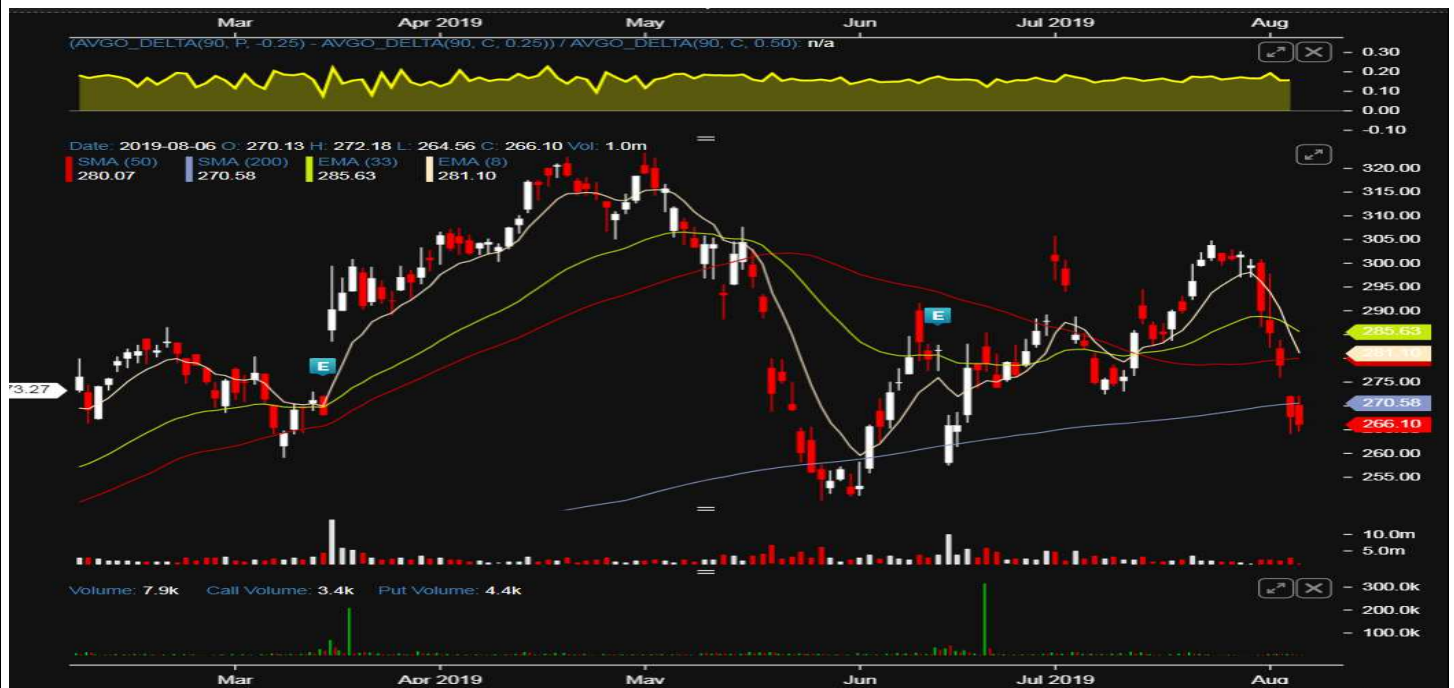 Mar Apr 2019 May Jun Jul 2019 Aug
(AVGO_DELTA(90, P, -0.25) - AVGO_DELTA(90, C, 0.25)) / AVGO_DELTA(90, C, 0.50): n/a
0.30
0.20
0.10
0.00
-0.10
Date: 2019-08-06 O: 270.13 H: 272.18 L: 264.56 C: 266.10 Vol: 1.0m
SMA (50) SMA (200) EMA (33) EMA (8)
280.07 270.58 285.63 281.10
320.00
315.00
310.00
305.00
300.00
295.00
290.00
285.63
281.10
275.00
270.58
266.10
260.00
255.00
E
E
73.27
10.0m
5.0m
Volume: 7.9k Call Volume: 3.4k Put Volume: 4.4k
300.0k
200.0k
100.0k
Mar Apr 2019 May Jun Jul 2019 Aug